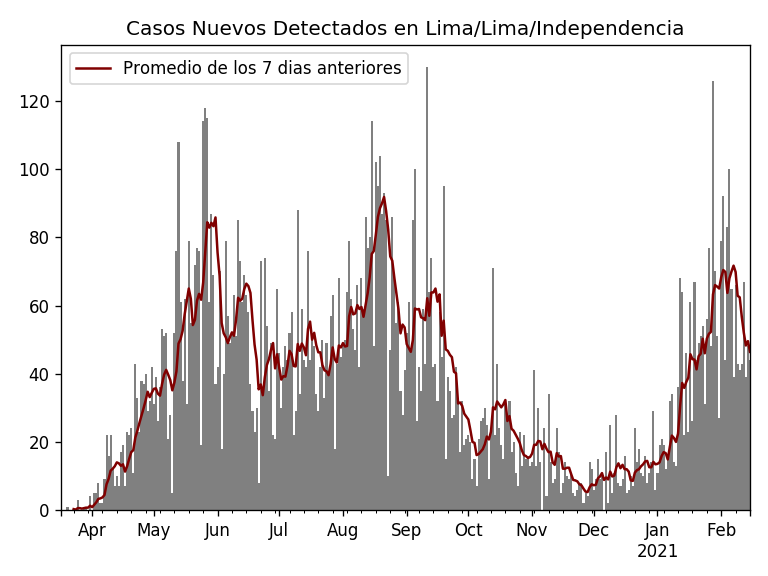 Casos Nuevos Detectados en Lima/Lima/Independencia
Promedio de los 7 dias anteriores
120
100
80
60
40
20
0
Apr May Jun Jul Aug Sep Oct Nov Dec Jan Feb
2021